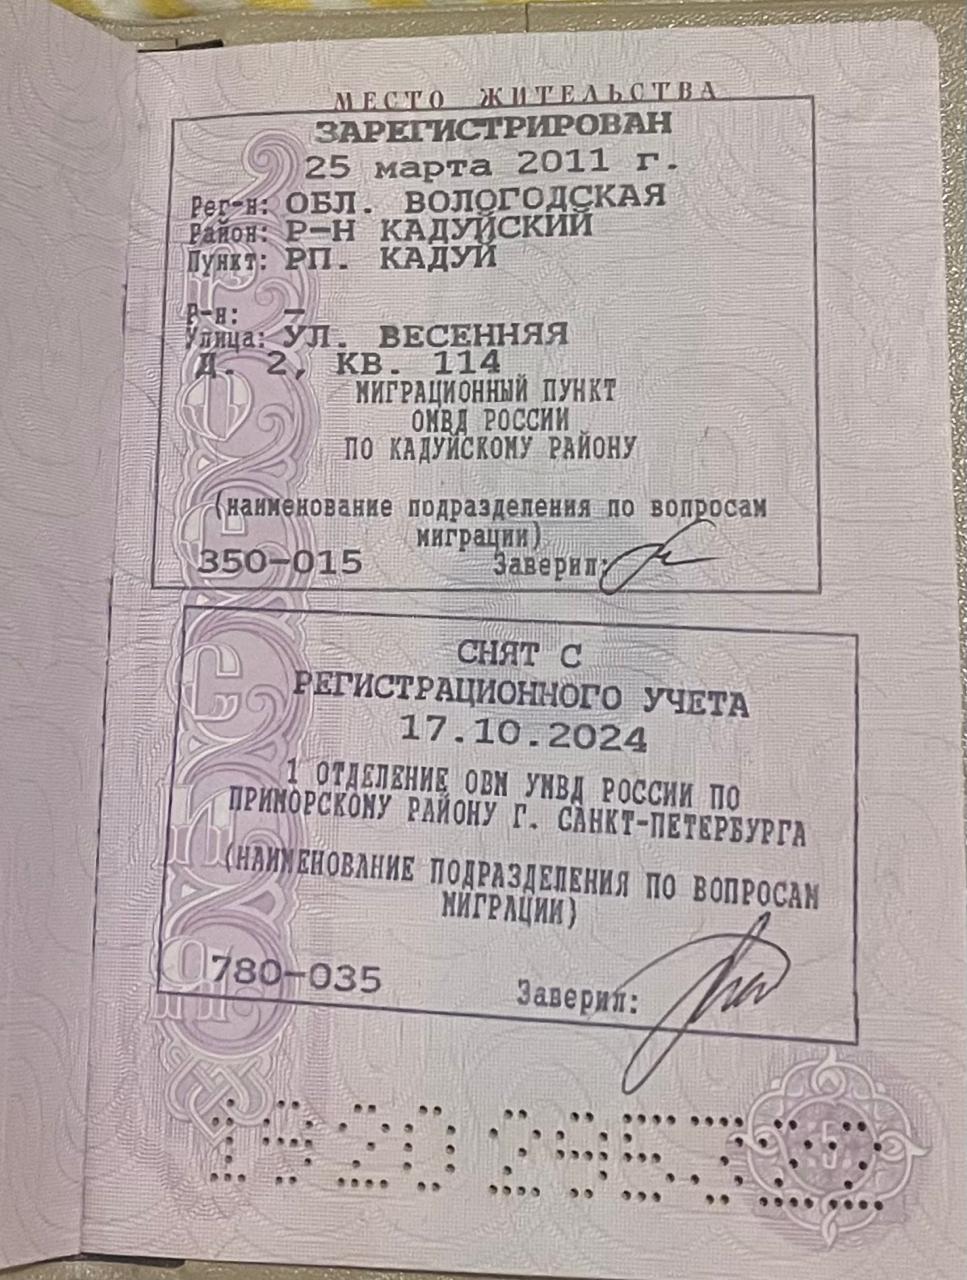 МЕСТО ЖИТЕЛЬСТВА
ЗАРЕГИСТРИРОВАН
25 марта 2011 г.
Рег-н: ОБЛ. ВОЛОГОДСКАЯ
Район: Р-Н КАДУЙСКИЙ
Пункт: РП. КАДУЙ
Р-н: –
Улица: УЛ. ВЕСЕННЯЯ
Д. 2, КВ. 114
МИГРАЦИОННЫЙ ПУНКТ
ОМВД РОССИИ
ПО КАДУЙСКОМУ РАЙОНУ
(наименование подразделения по вопросам
миграции)
350-015 Заверил:
СНЯТ С
РЕГИСТРАЦИОННОГО УЧЕТА
17.10.2024
1 ОТДЕЛЕНИЕ ОВМ УМВД РОССИИ ПО
ПРИМОРСКОМУ РАЙОНУ Г. САНКТ-ПЕТЕРБУРГА
(НАИМЕНОВАНИЕ ПОДРАЗДЕЛЕНИЯ ПО ВОПРОСАМ
МИГРАЦИИ)
780-035 Заверил: